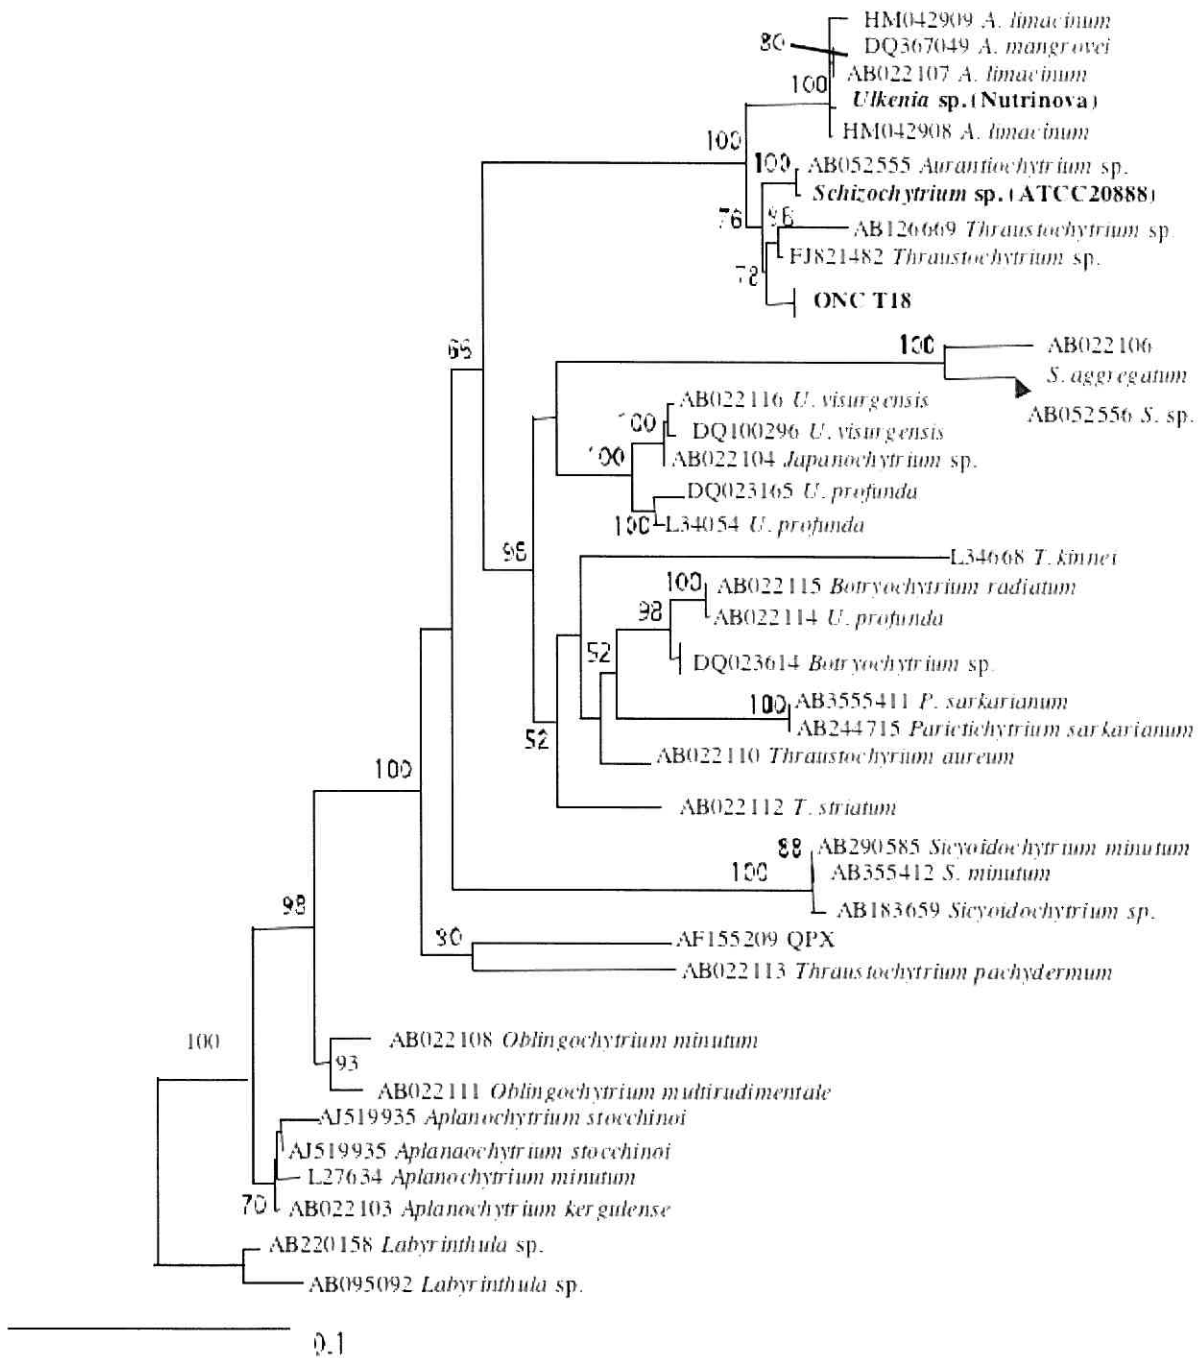 HM042909 A. limacinum
80
DQ367049 A. mangrovei
AB022107 A. limacinum
100
Ulkenia sp. (Nutrinova)
HM042908 A. limacinum
100
100
AB052555 Aurantiochytrium sp.
Schizochytrium sp. (ATCC20888)
76
AB126669 Thraustochytrium sp.
FJ821482 Thraustochytrium sp.
78
ONC T18
100
AB022106
S. aggregatum
AB052556 S. sp.
AB022116 U. visurgensis
100
DQ100296 U. visurgensis
100
AB022104 Japanochytrium sp.
DQ023165 U. profunda
100
L34054 U. profunda
L34668 T. kinnei
100
AB022115 Botryochytrium radiatum
98
AB022114 U. profunda
52
DQ023614 Botryochytrium sp.
100
AB3555411 P. sarkarianum
AB244715 Parietichytrium sarkarianum
52
AB022110 Thraustochyrium aureum
100
AB022112 T. striatum
88
AB290585 Sicyoidochytrium minutum
100
AB355412 S. minutum
98
AB183659 Sicyoidochytrium sp.
AF155209 QPX
AB022113 Thraustochytrium pachydermum
100
AB022108 Oblingochytrium minutum
93
AB022111 Oblingochytrium multirudimentale
AJ519935 Aplanochytrium stocchinoi
AJ519935 Aplanaochytrium stocchinoi
L27634 Aplanochytrium minutum
70
AB022103 Aplanochytrium kergulense
AB220158 Labyrinthula sp.
AB095092 Labyrinthula sp.
0.1